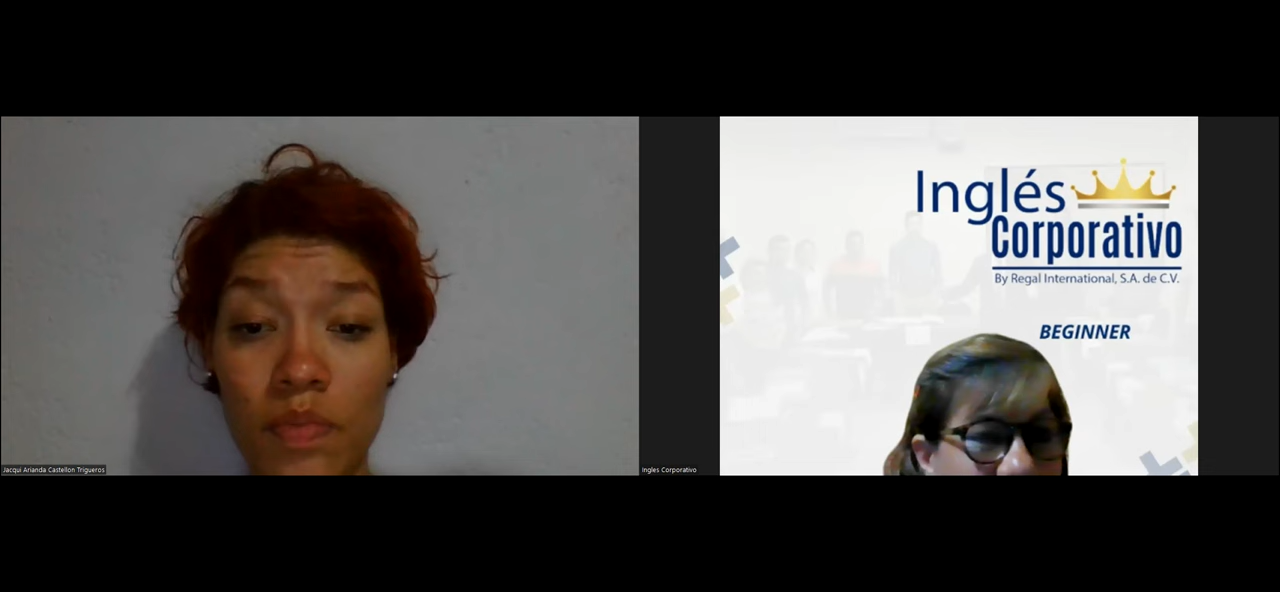 Inglés
Corporativo
By Regal International, S.A. de C.V.
BEGINNER
Jacqui Arianda Castellon Trigueros
Ingles Corporativo